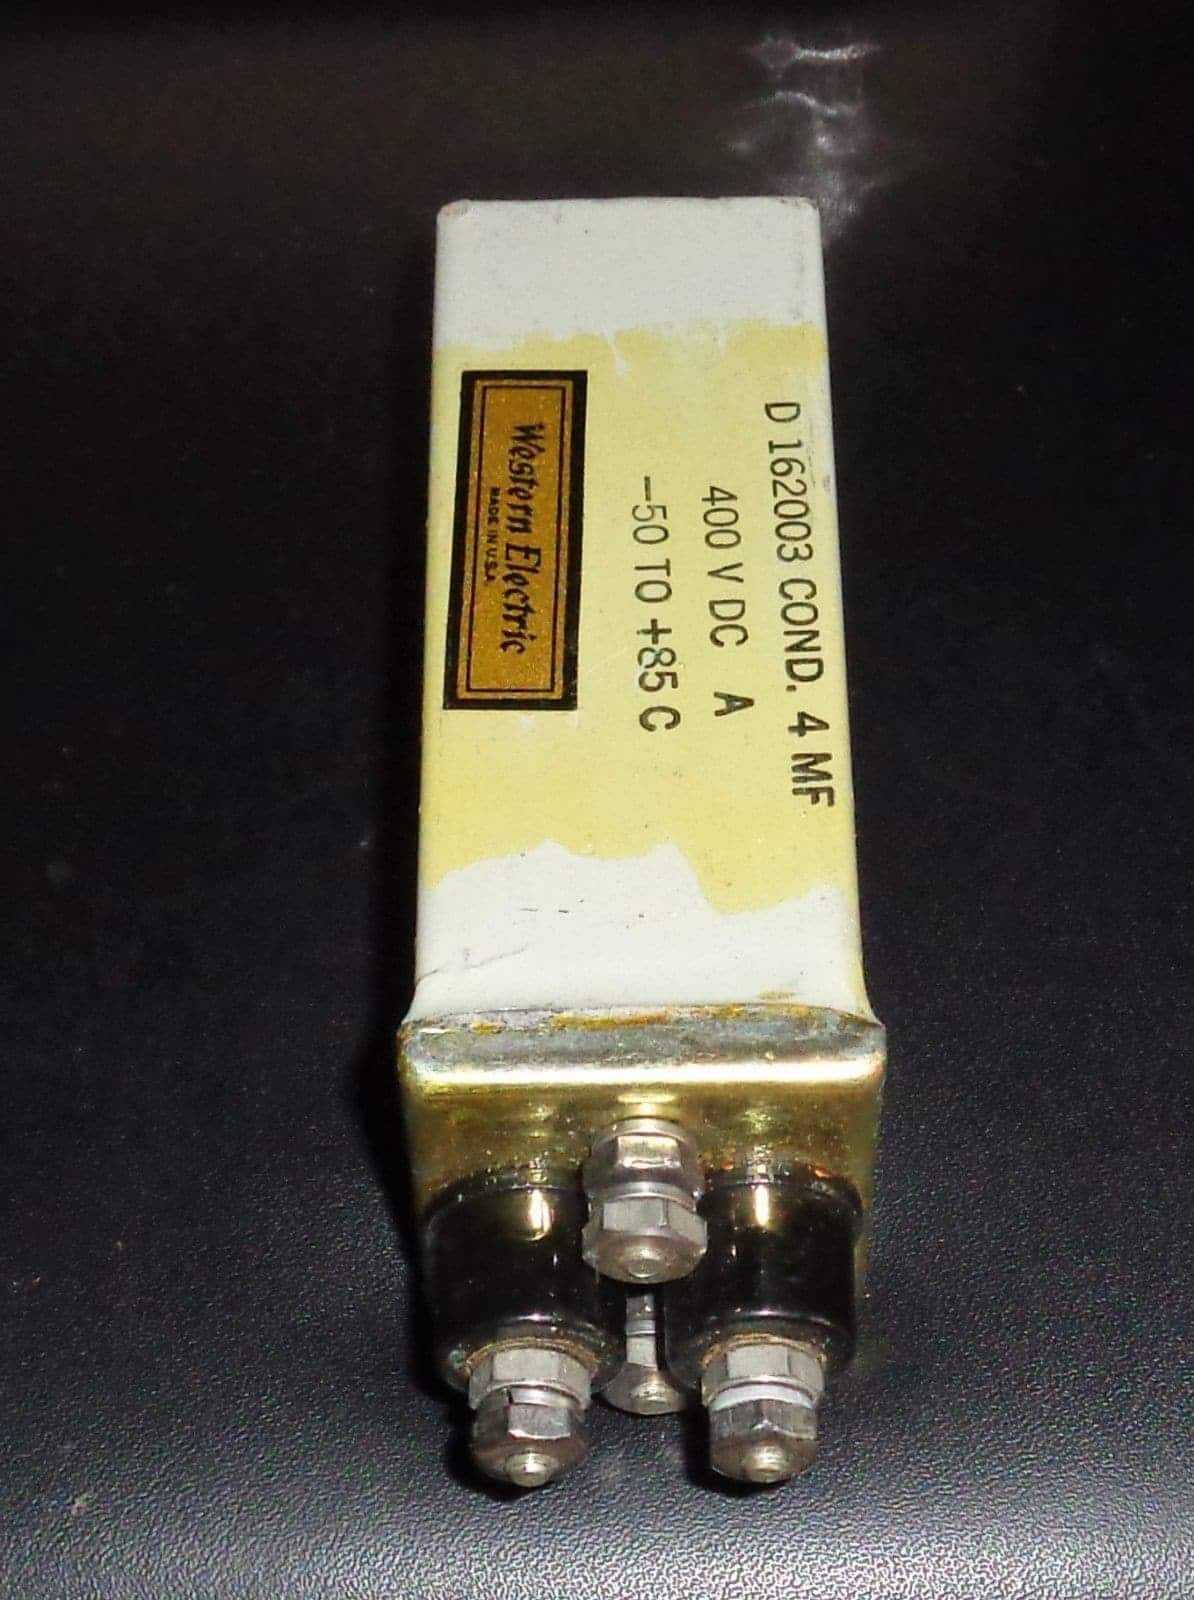 D 162003 COND. 4 MF
400 V DC A
-50 TO +85 C
Western Electric
MADE IN U.S.A.